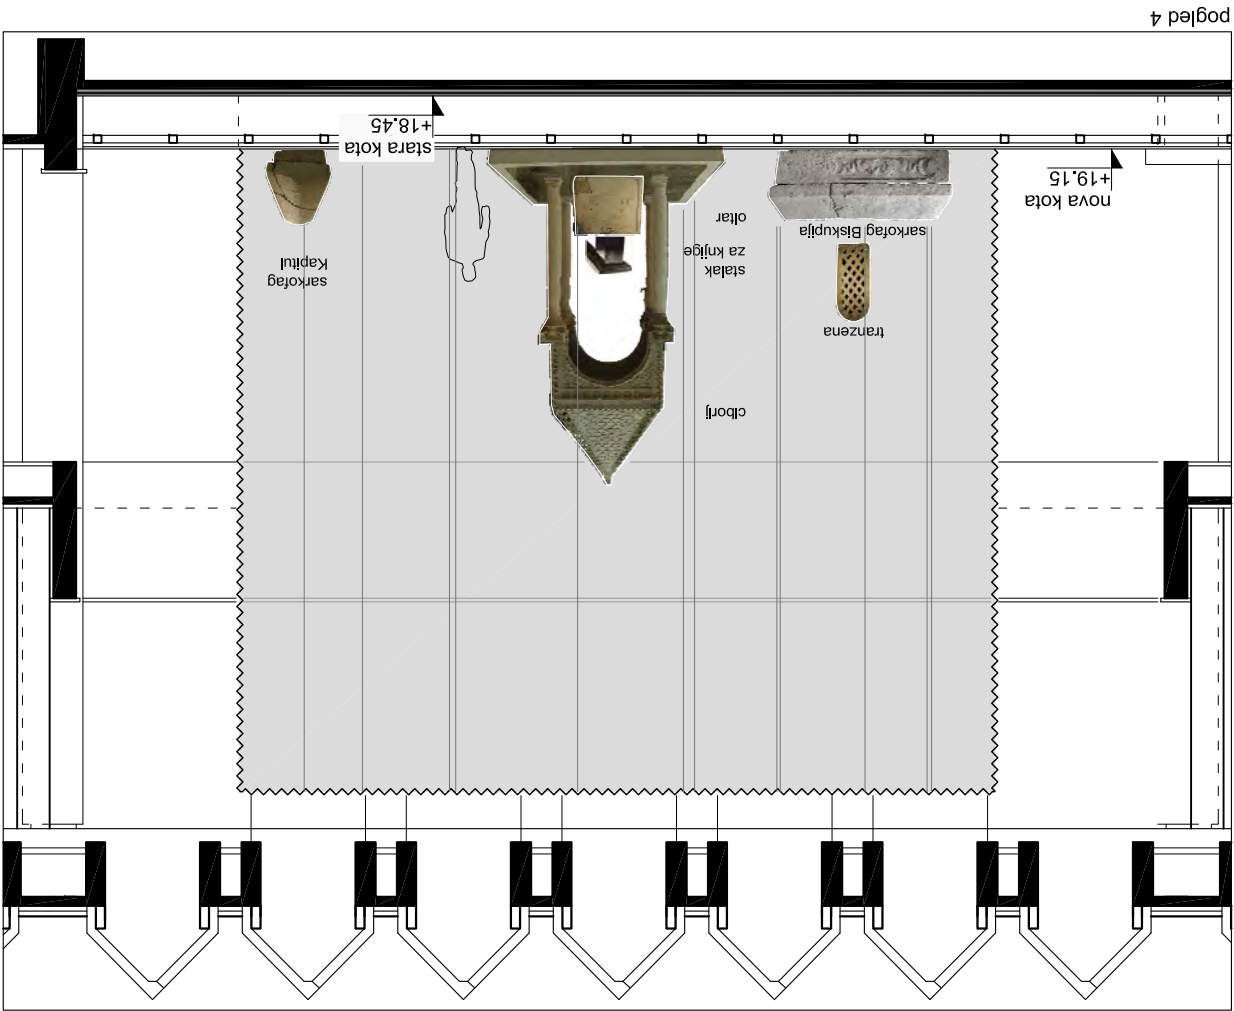 ciborij
tranzena
stalak
za knjige
sarkofag
Kapitul
sarkofag Biskupija
oltar
nova kota
+19.15
stara kota
+18.45
pogled 4